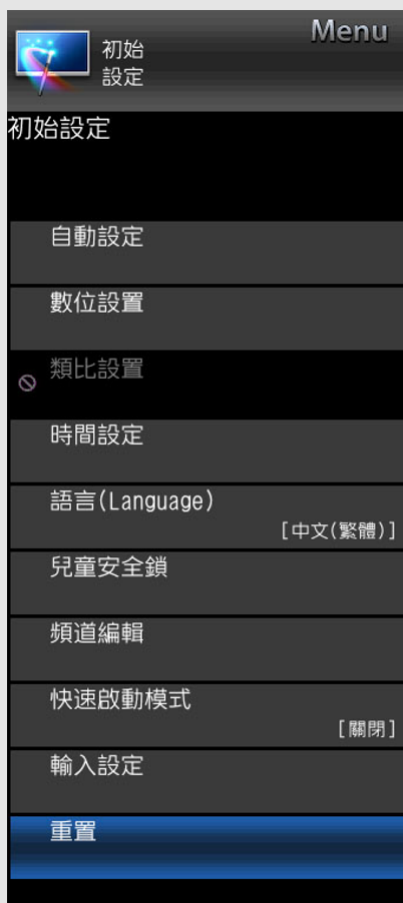 Menu
初始
設定
初始設定
自動設定
數位設置
類比設置
時間設定
語言(Language)
[中文(繁體)]
兒童安全鎖
頻道編輯
快速啟動模式
[關閉]
輸入設定
重置